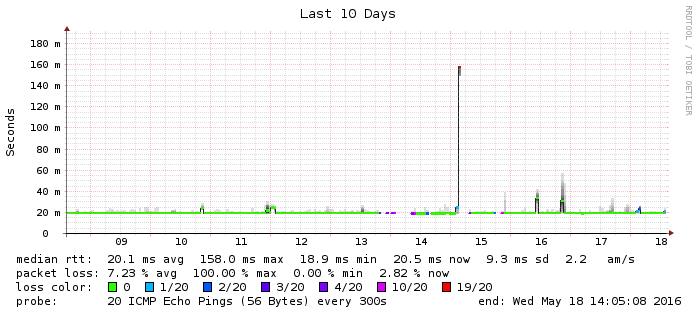 Last 10 Days
RRDTOOL / TOBI OETIKER
Seconds
180 m
160 m
140 m
120 m
100 m
80 m
60 m
40 m
20 m
0
09 10 11 12 13 14 15 16 17 18
median rtt: 20.1 ms avg 158.0 ms max 18.9 ms min 20.5 ms now 9.3 ms sd 2.2 am/s
packet loss: 7.23 % avg 100.00 % max 0.00 % min 2.82 % now
loss color: 0 1/20 2/20 3/20 4/20 10/20 19/20
probe: 20 ICMP Echo Pings (56 Bytes) every 300s end: Wed May 18 14:05:08 2016